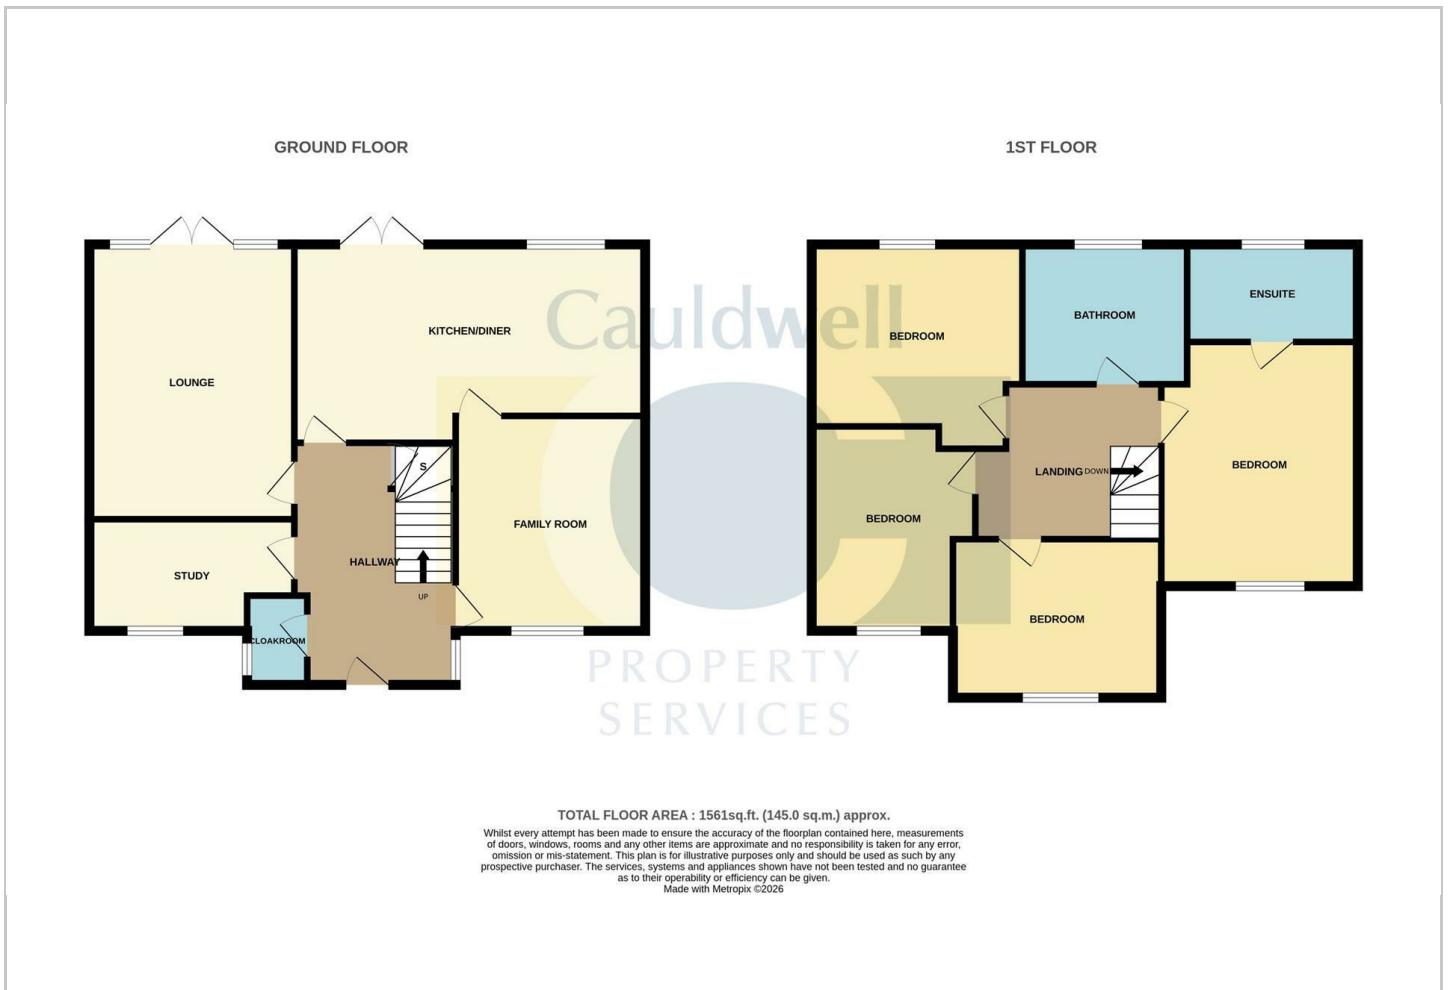 GROUND FLOOR
1ST FLOOR
LOUNGE
KITCHEN/DINER
STUDY
CLOAKROOM
HALLWAY
S
UP
FAMILY ROOM
BEDROOM
BATHROOM
ENSUITE
BEDROOM
LANDING
DOWN
BEDROOM
BEDROOM
Cauldwell
PROPERTY
SERVICES
TOTAL FLOOR AREA : 1561sq.ft. (145.0 sq.m.) approx.
Whilst every attempt has been made to ensure the accuracy of the floorplan contained here, measurements
of doors, windows, rooms and any other items are approximate and no responsibility is taken for any error,
omission or mis-statement. This plan is for illustrative purposes only and should be used as such by any
prospective purchaser. The services, systems and appliances shown have not been tested and no guarantee
as to their operability or efficiency can be given.
Made with Metropix ©2026